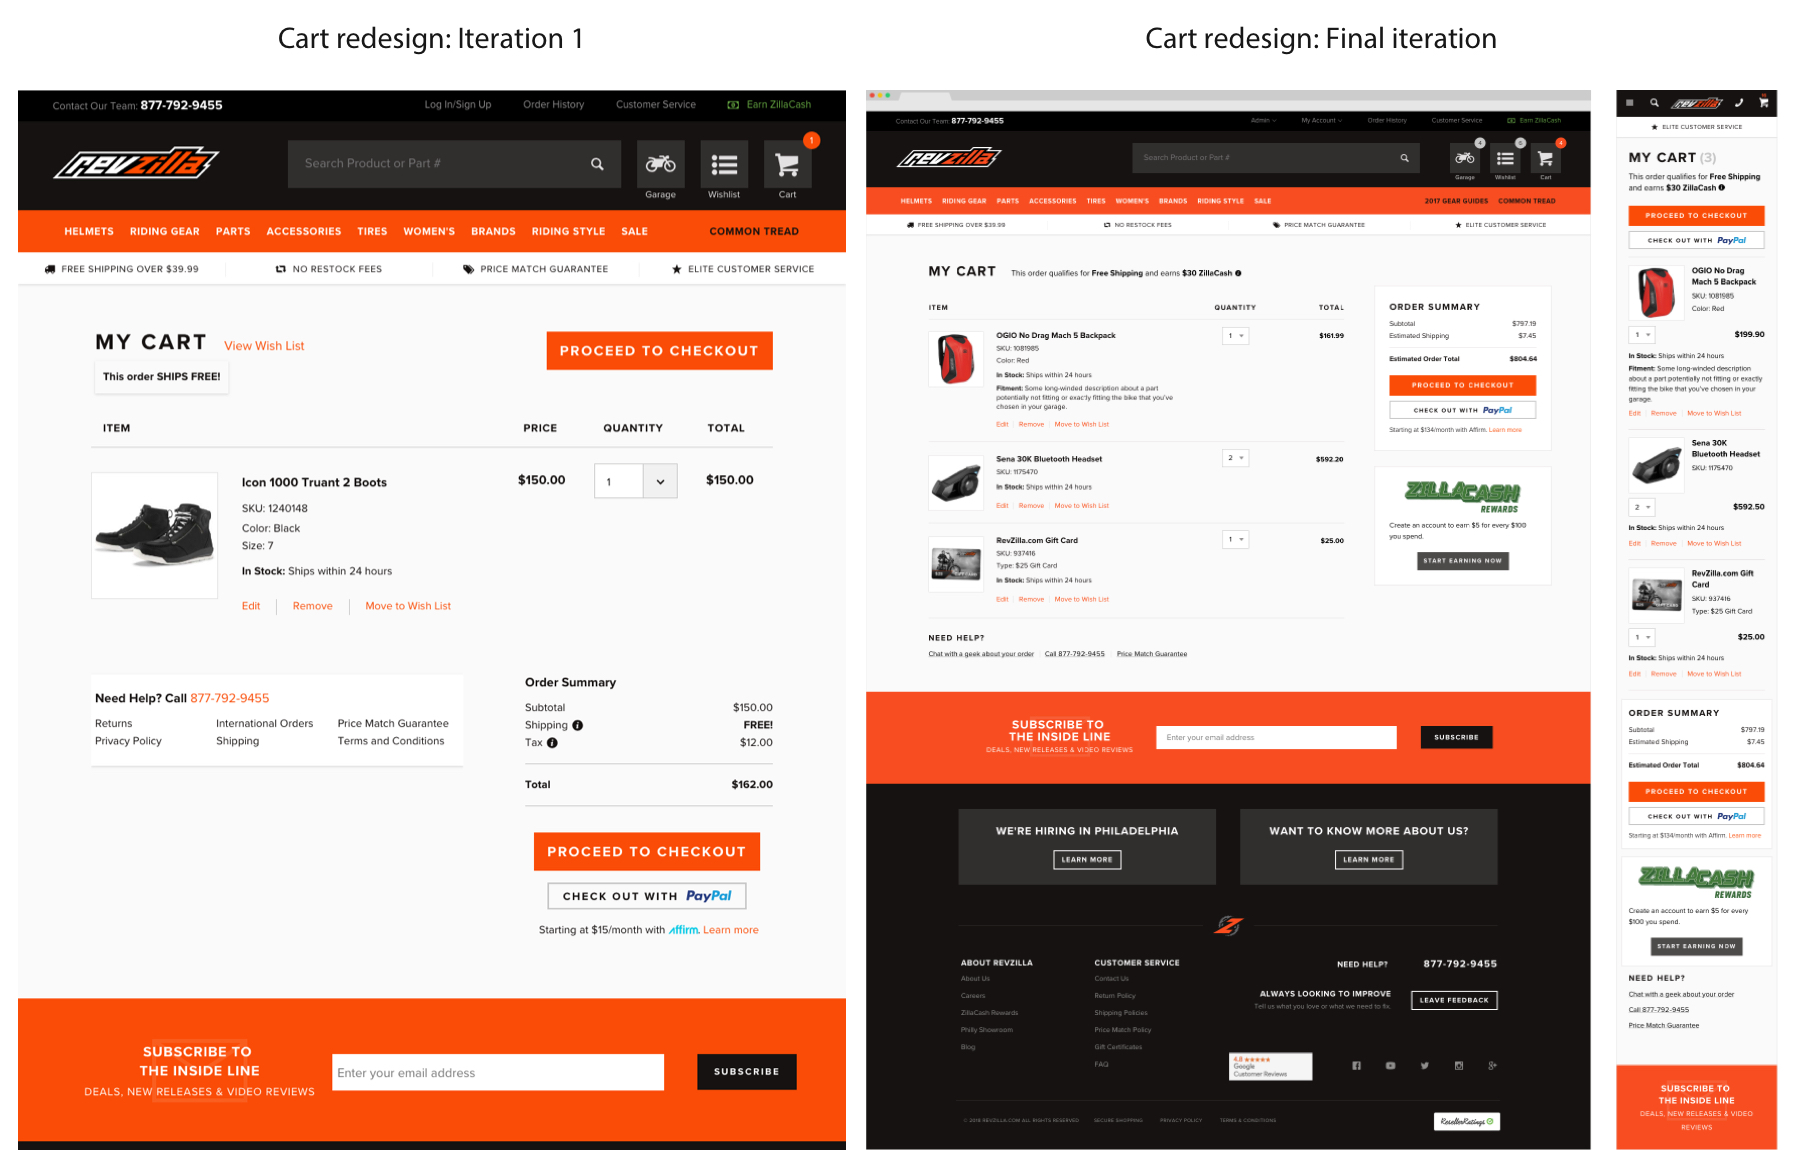 Cart redesign: Iteration 1
Contact Our Team: 877-792-9455
Log In/Sign Up
Order History
Customer Service
Earn ZillaCash
revzilla
Search Product or Part #
Garage
Wishlist
1
Cart
HELMETS RIDING GEAR PARTS ACCESSORIES TIRES WOMEN'S BRANDS RIDING STYLE SALE COMMON TREAD
FREE SHIPPING OVER $39.99
NO RESTOCK FEES
PRICE MATCH GUARANTEE
ELITE CUSTOMER SERVICE
MY CART View Wish List
PROCEED TO CHECKOUT
This order SHIPS FREE!
ITEM PRICE QUANTITY TOTAL
Icon 1000 Truant 2 Boots $150.00 1 $150.00
SKU: 1240148
Color: Black
Size: 7
In Stock: Ships within 24 hours
Edit Remove Move to Wish List
Need Help? Call 877-792-9455
Returns International Orders Price Match Guarantee
Privacy Policy Shipping Terms and Conditions
Order Summary
Subtotal $150.00
Shipping FREE!
Tax $12.00
Total $162.00
PROCEED TO CHECKOUT
CHECK OUT WITH PayPal
Starting at $15/month with affirm. Learn more
SUBSCRIBE TO
THE INSIDE LINE
DEALS, NEW RELEASES & VIDEO REVIEWS
Enter your email address
SUBSCRIBE
Cart redesign: Final iteration
Contact Our Team: 877-792-9455
Admin
My Account
Order History
Customer Service
Earn ZillaCash
revzilla
Search Product or Part #
4
Garage
Wishlist
4
Cart
HELMETS RIDING GEAR PARTS ACCESSORIES TIRES WOMEN'S BRANDS RIDING STYLE SALE 2017 GEAR GUIDES COMMON TREAD
FREE SHIPPING OVER $39.99
NO RESTOCK FEES
PRICE MATCH GUARANTEE
ELITE CUSTOMER SERVICE
MY CART This order qualifies for Free Shipping and earns $30 ZillaCash
ITEM QUANTITY TOTAL
OGIO No Drag Mach 5 Backpack 1 $161.99
SKU: 1081985
Color: Red
In Stock: Ships within 24 hours
Fitment: Some long-winded description about a part
potentially not fitting or exactly fitting the bike that you've
chosen in your garage.
Edit Remove Move to Wish List
Sena 30K Bluetooth Headset 2 $592.20
SKU: 1175470
In Stock: Ships within 24 hours
Edit Remove Move to Wish List
RevZilla.com Gift Card 1 $25.00
SKU: 937416
Type: $25 Gift Card
In Stock: Ships within 24 hours
Edit Remove Move to Wish List
NEED HELP?
Chat with a geek about your order Call 877-792-9455 Price Match Guarantee
ORDER SUMMARY
Subtotal $797.19
Estimated Shipping $7.45
Estimated Order Total $804.64
PROCEED TO CHECKOUT
CHECK OUT WITH PayPal
Starting at $134/month with Affirm. Learn more
ZILLACASH
REWARDS
Create an account to earn $5 for every $100
you spend.
START EARNING NOW
SUBSCRIBE TO
THE INSIDE LINE
DEALS, NEW RELEASES & VIDEO REVIEWS
Enter your email address
SUBSCRIBE
WE'RE HIRING IN PHILADELPHIA
LEARN MORE
WANT TO KNOW MORE ABOUT US?
LEARN MORE
ABOUT REVZILLA
About Us
Careers
ZillaCash Rewards
Philly Showroom
Blog
CUSTOMER SERVICE
Contact Us
Return Policy
Shipping Policies
Price Match Policy
Gift Certificates
FAQ
NEED HELP? 877-792-9455
ALWAYS LOOKING TO IMPROVE
Tell us what you love or what we need to fix.
LEAVE FEEDBACK
4.8
Google
Customer Reviews
© 2018 REVZILLA.COM ALL RIGHTS RESERVED SECURE SHOPPING PRIVACY POLICY TERMS & CONDITIONS
ResellerRatings
revzilla
ELITE CUSTOMER SERVICE
MY CART (3)
This order qualifies for Free Shipping
and earns $30 ZillaCash
PROCEED TO CHECKOUT
CHECK OUT WITH PayPal
OGIO No Drag
Mach 5 Backpack
SKU: 1081985
Color: Red
1 $199.90
In Stock: Ships within 24 hours
Fitment: Some long-winded description
about a part potentially not fitting or exactly
fitting the bike that you've chosen in your
garage.
Edit Remove Move to Wish List
Sena 30K
Bluetooth Headset
SKU: 1175470
2 $592.50
In Stock: Ships within 24 hours
Edit Remove Move to Wish List
RevZilla.com Gift
Card
SKU: 937416
Type: $25 Gift Card
1 $25.00
In Stock: Ships within 24 hours
Edit Remove Move to Wish List
ORDER SUMMARY
Subtotal $797.19
Estimated Shipping $7.45
Estimated Order Total $804.64
PROCEED TO CHECKOUT
CHECK OUT WITH PayPal
Starting at $134/month with Affirm. Learn more
ZILLACASH
REWARDS
Create an account to earn $5 for every
$100 you spend.
START EARNING NOW
NEED HELP?
Chat with a geek about your order
Call 877-792-9455
Price Match Guarantee
SUBSCRIBE TO
THE INSIDE LINE
DEALS, NEW RELEASES & VIDEO
REVIEWS